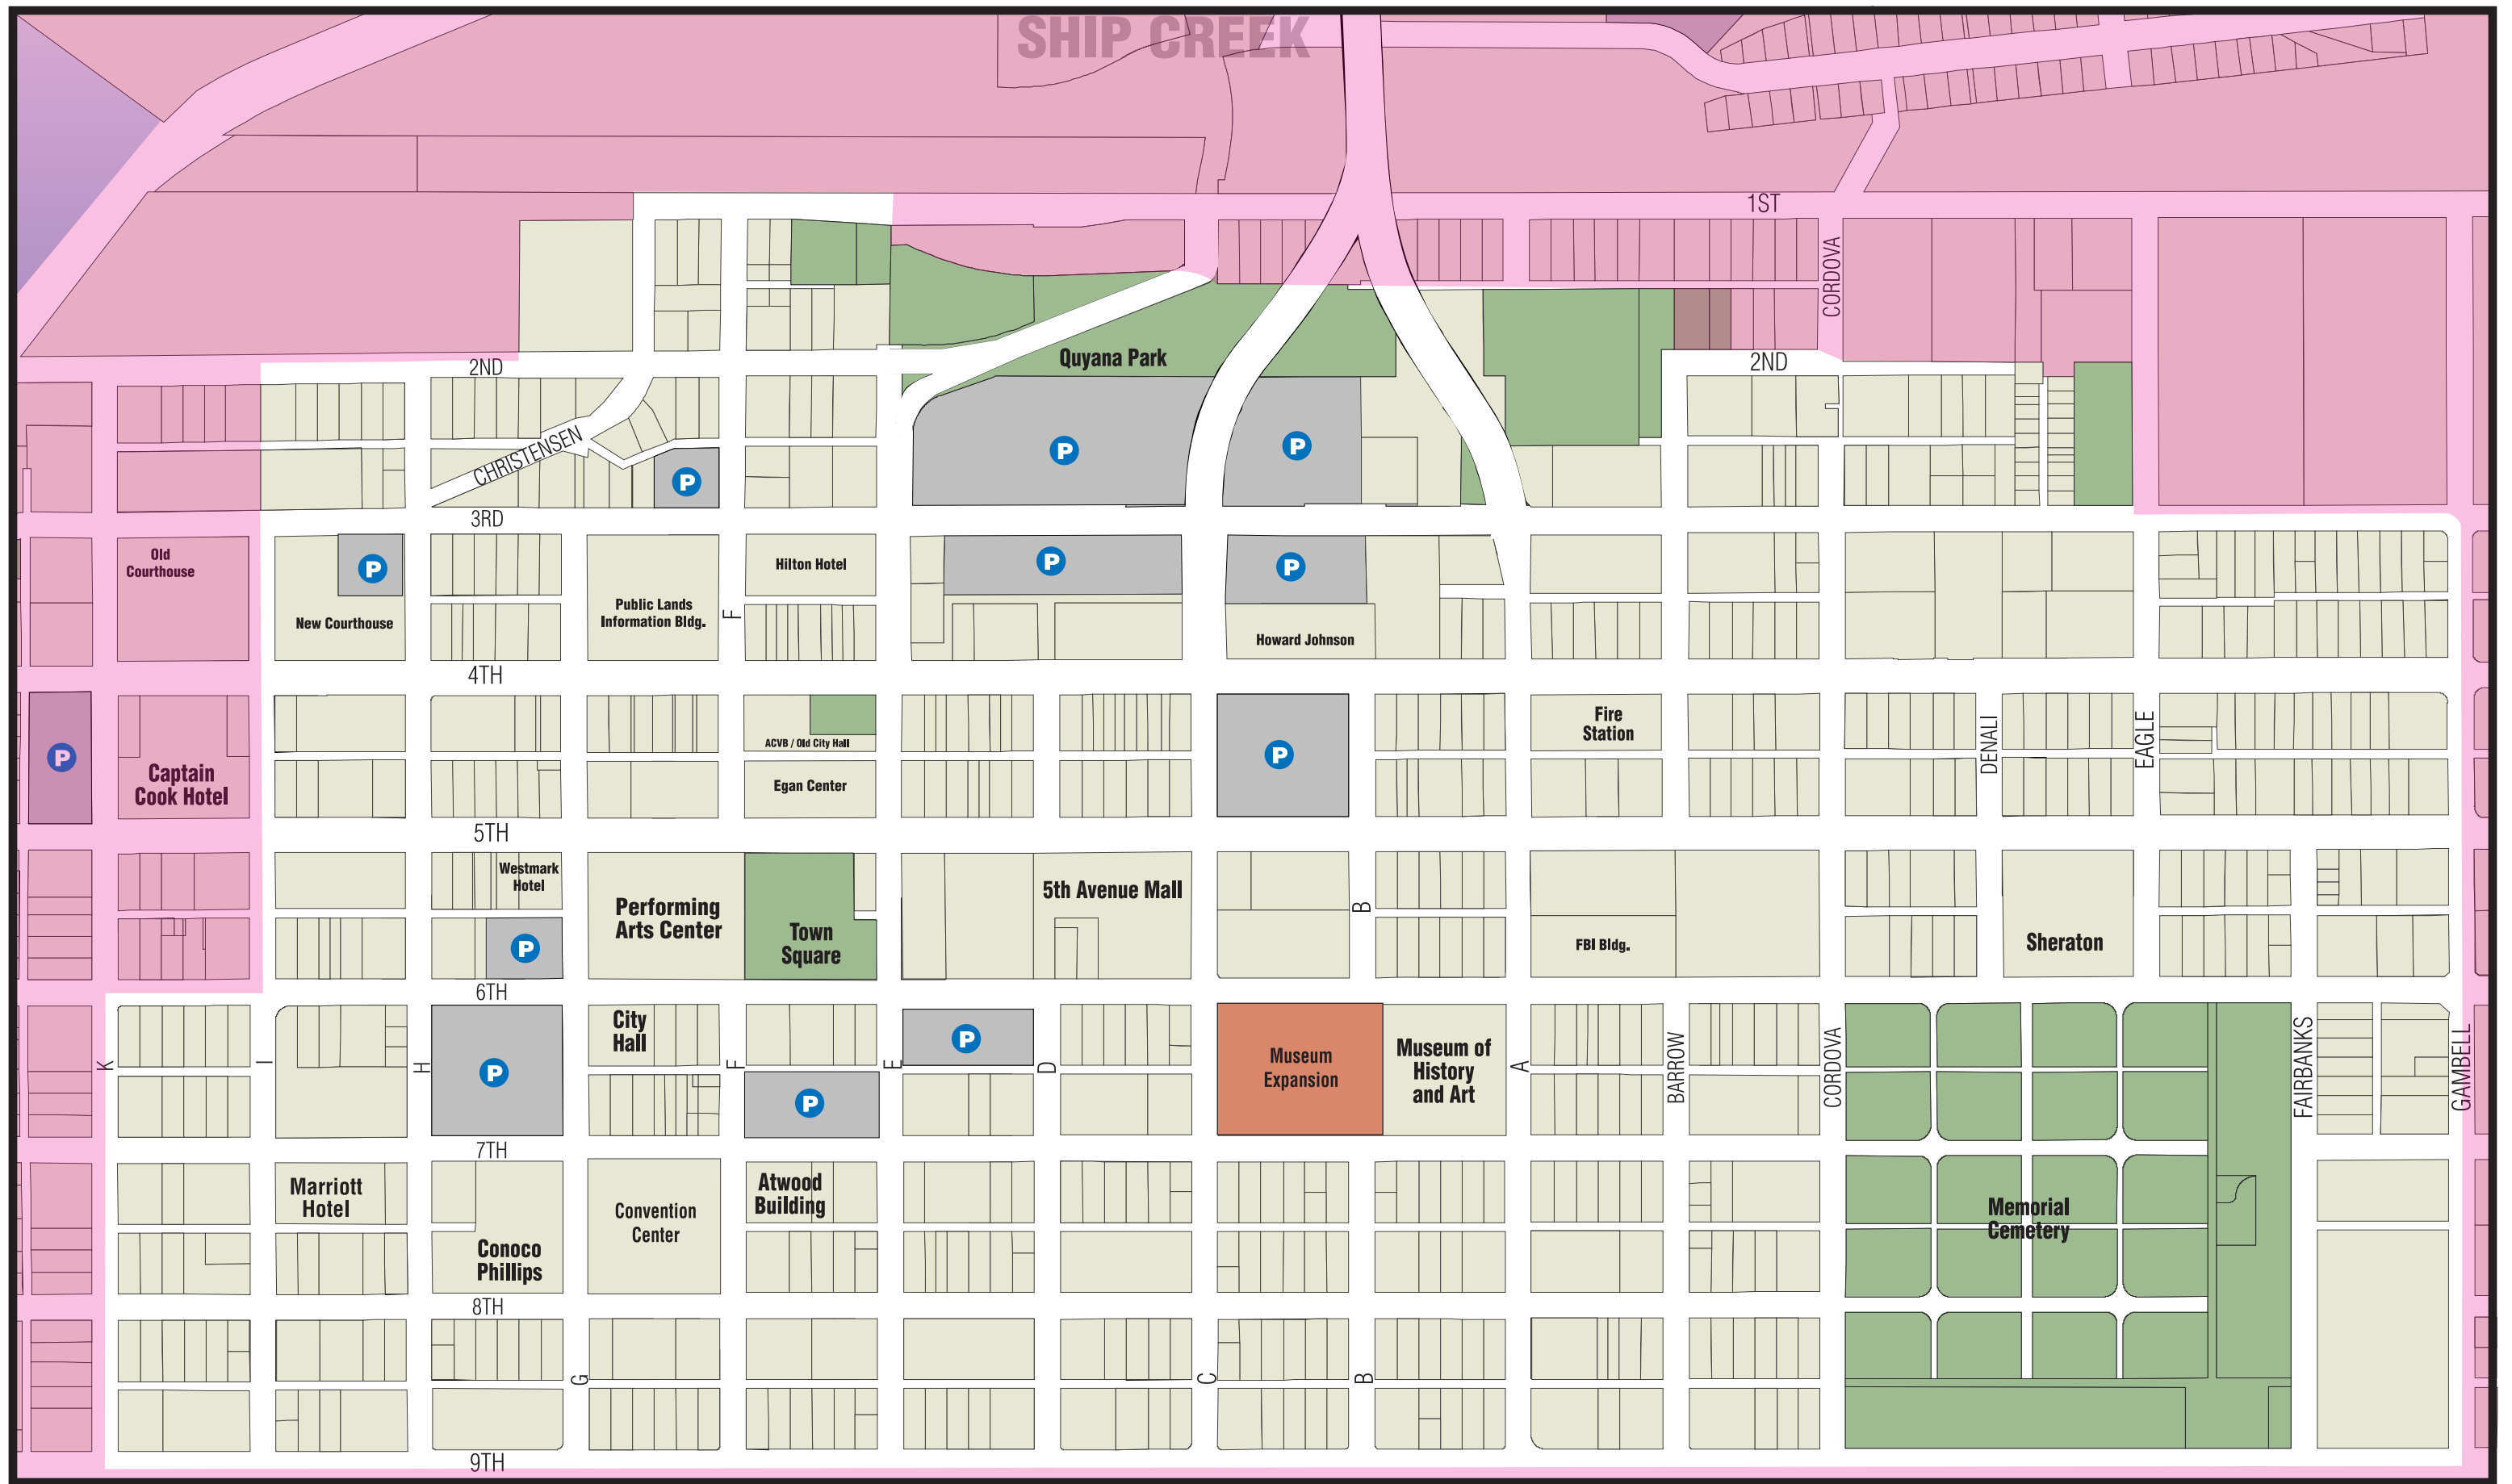 SHIP CREEK
1ST
CORDOVA
2ND
Quyana Park
2ND
CHRISTENSEN
P
P
P
3RD
Old
Courthouse
P
New Courthouse
Public Lands
Information Bldg.
F
Hilton Hotel
P
P
Howard Johnson
4TH
P
Captain
Cook Hotel
ACVB / Old City Hall
Egan Center
P
Fire
Station
DENALI
EAGLE
5TH
Westmark
Hotel
P
Performing
Arts Center
Town
Square
5th Avenue Mall
B
FBI Bldg.
Sheraton
6TH
K
I
H
P
City
Hall
F
P
E
P
D
Museum
Expansion
Museum of
History
and Art
A
BARROW
CORDOVA
FAIRBANKS
GAMBELL
7TH
Marriott
Hotel
Conoco
Phillips
Convention
Center
Atwood
Building
Memorial
Cemetery
8TH
G
C
B
9TH